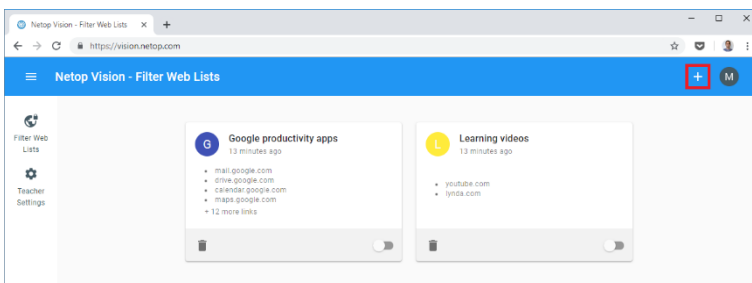 Netop Vision - Filter Web Lists
https://vision.netop.com
Netop Vision - Filter Web Lists
M
Filter Web
Lists
Teacher
Settings
G
Google productivity apps
13 minutes ago
mail.google.com
drive.google.com
calendar.google.com
maps.google.com
+ 12 more links
L
Learning videos
13 minutes ago
youtube.com
lynda.com